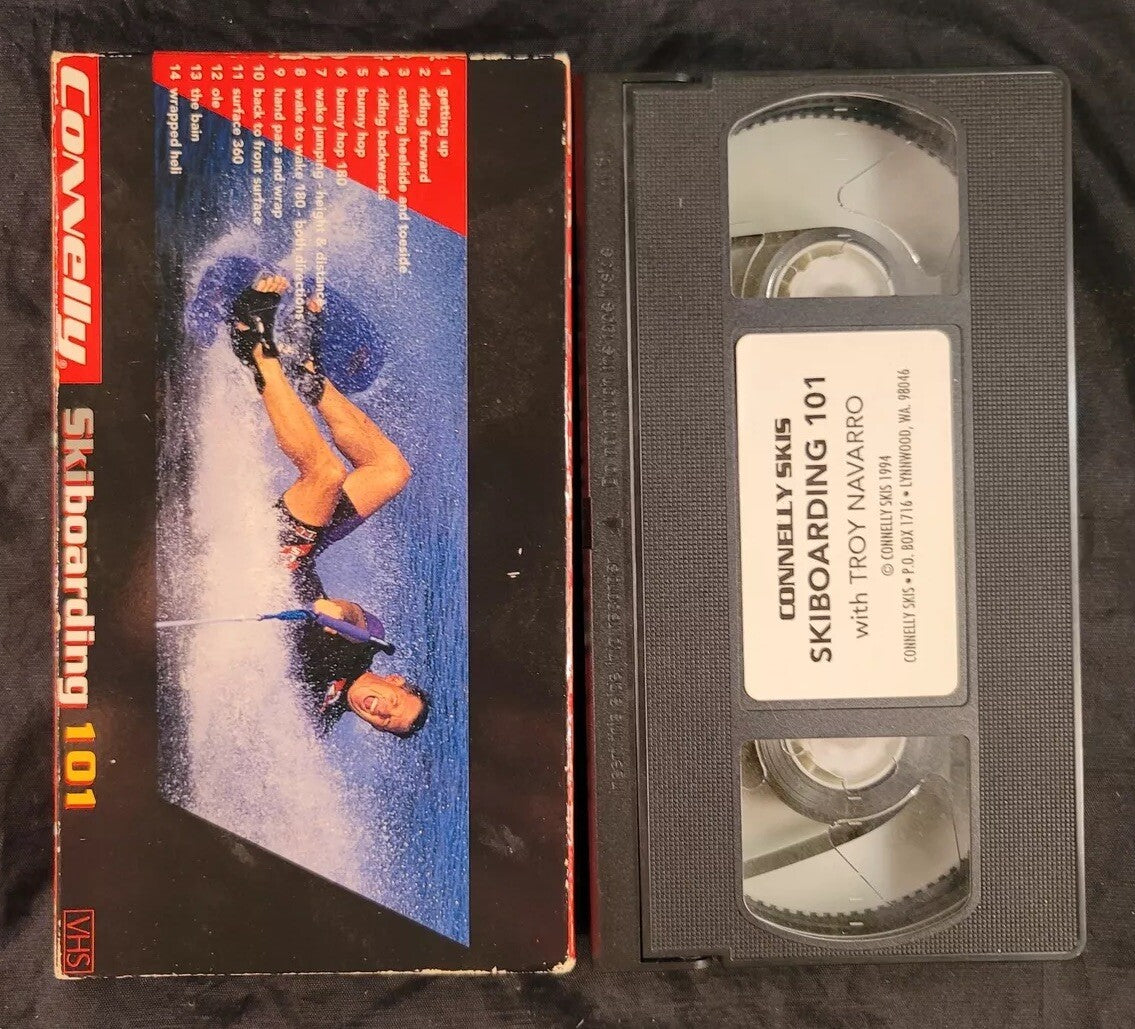 1 getting up
2 riding forward
3 cutting heelside and toeside
4 riding backwards
5 bunny hop
6 bunny hop 180
7 wake jumping - height & distance
8 wake to wake 180 - both directions
9 hand pass and wrap
10 back to front surface
11 surface 360
12 ole
13 the bain
14 wrapped heli
Connelly® Skiboarding 101
VHS
CONNELLY SKIS
SKIBOARDING 101
with TROY NAVARRO
© CONNELLY SKIS 1994
CONNELLY SKIS • P.O. BOX 1716 • LYNNWOOD, WA. 98046